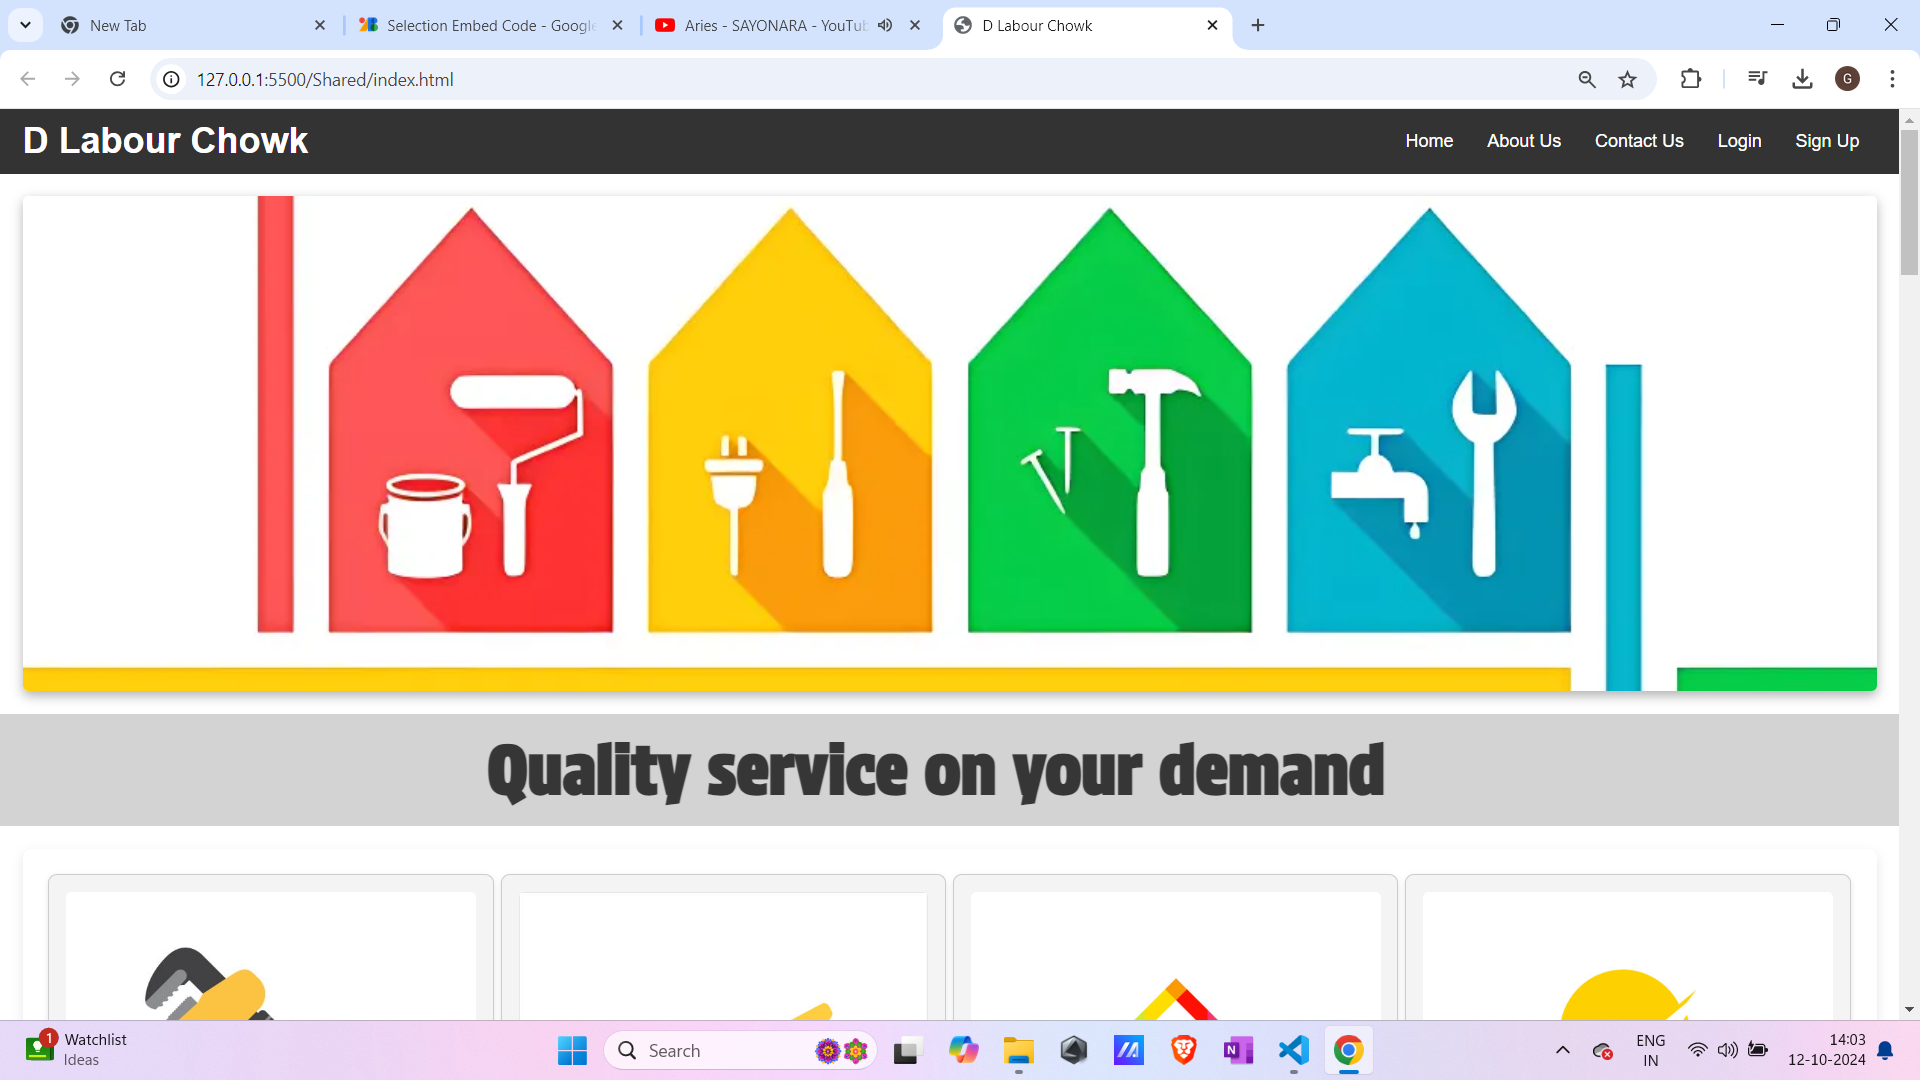 New Tab
Selection Embed Code - Google
Aries - SAYONARA - YouTub
D Labour Chowk
127.0.0.1:5500/Shared/index.html
G
D Labour Chowk
Home
About Us
Contact Us
Login
Sign Up
Quality service on your demand
1
Watchlist
Ideas
Search
N
ENG
IN
14:03
12-10-2024